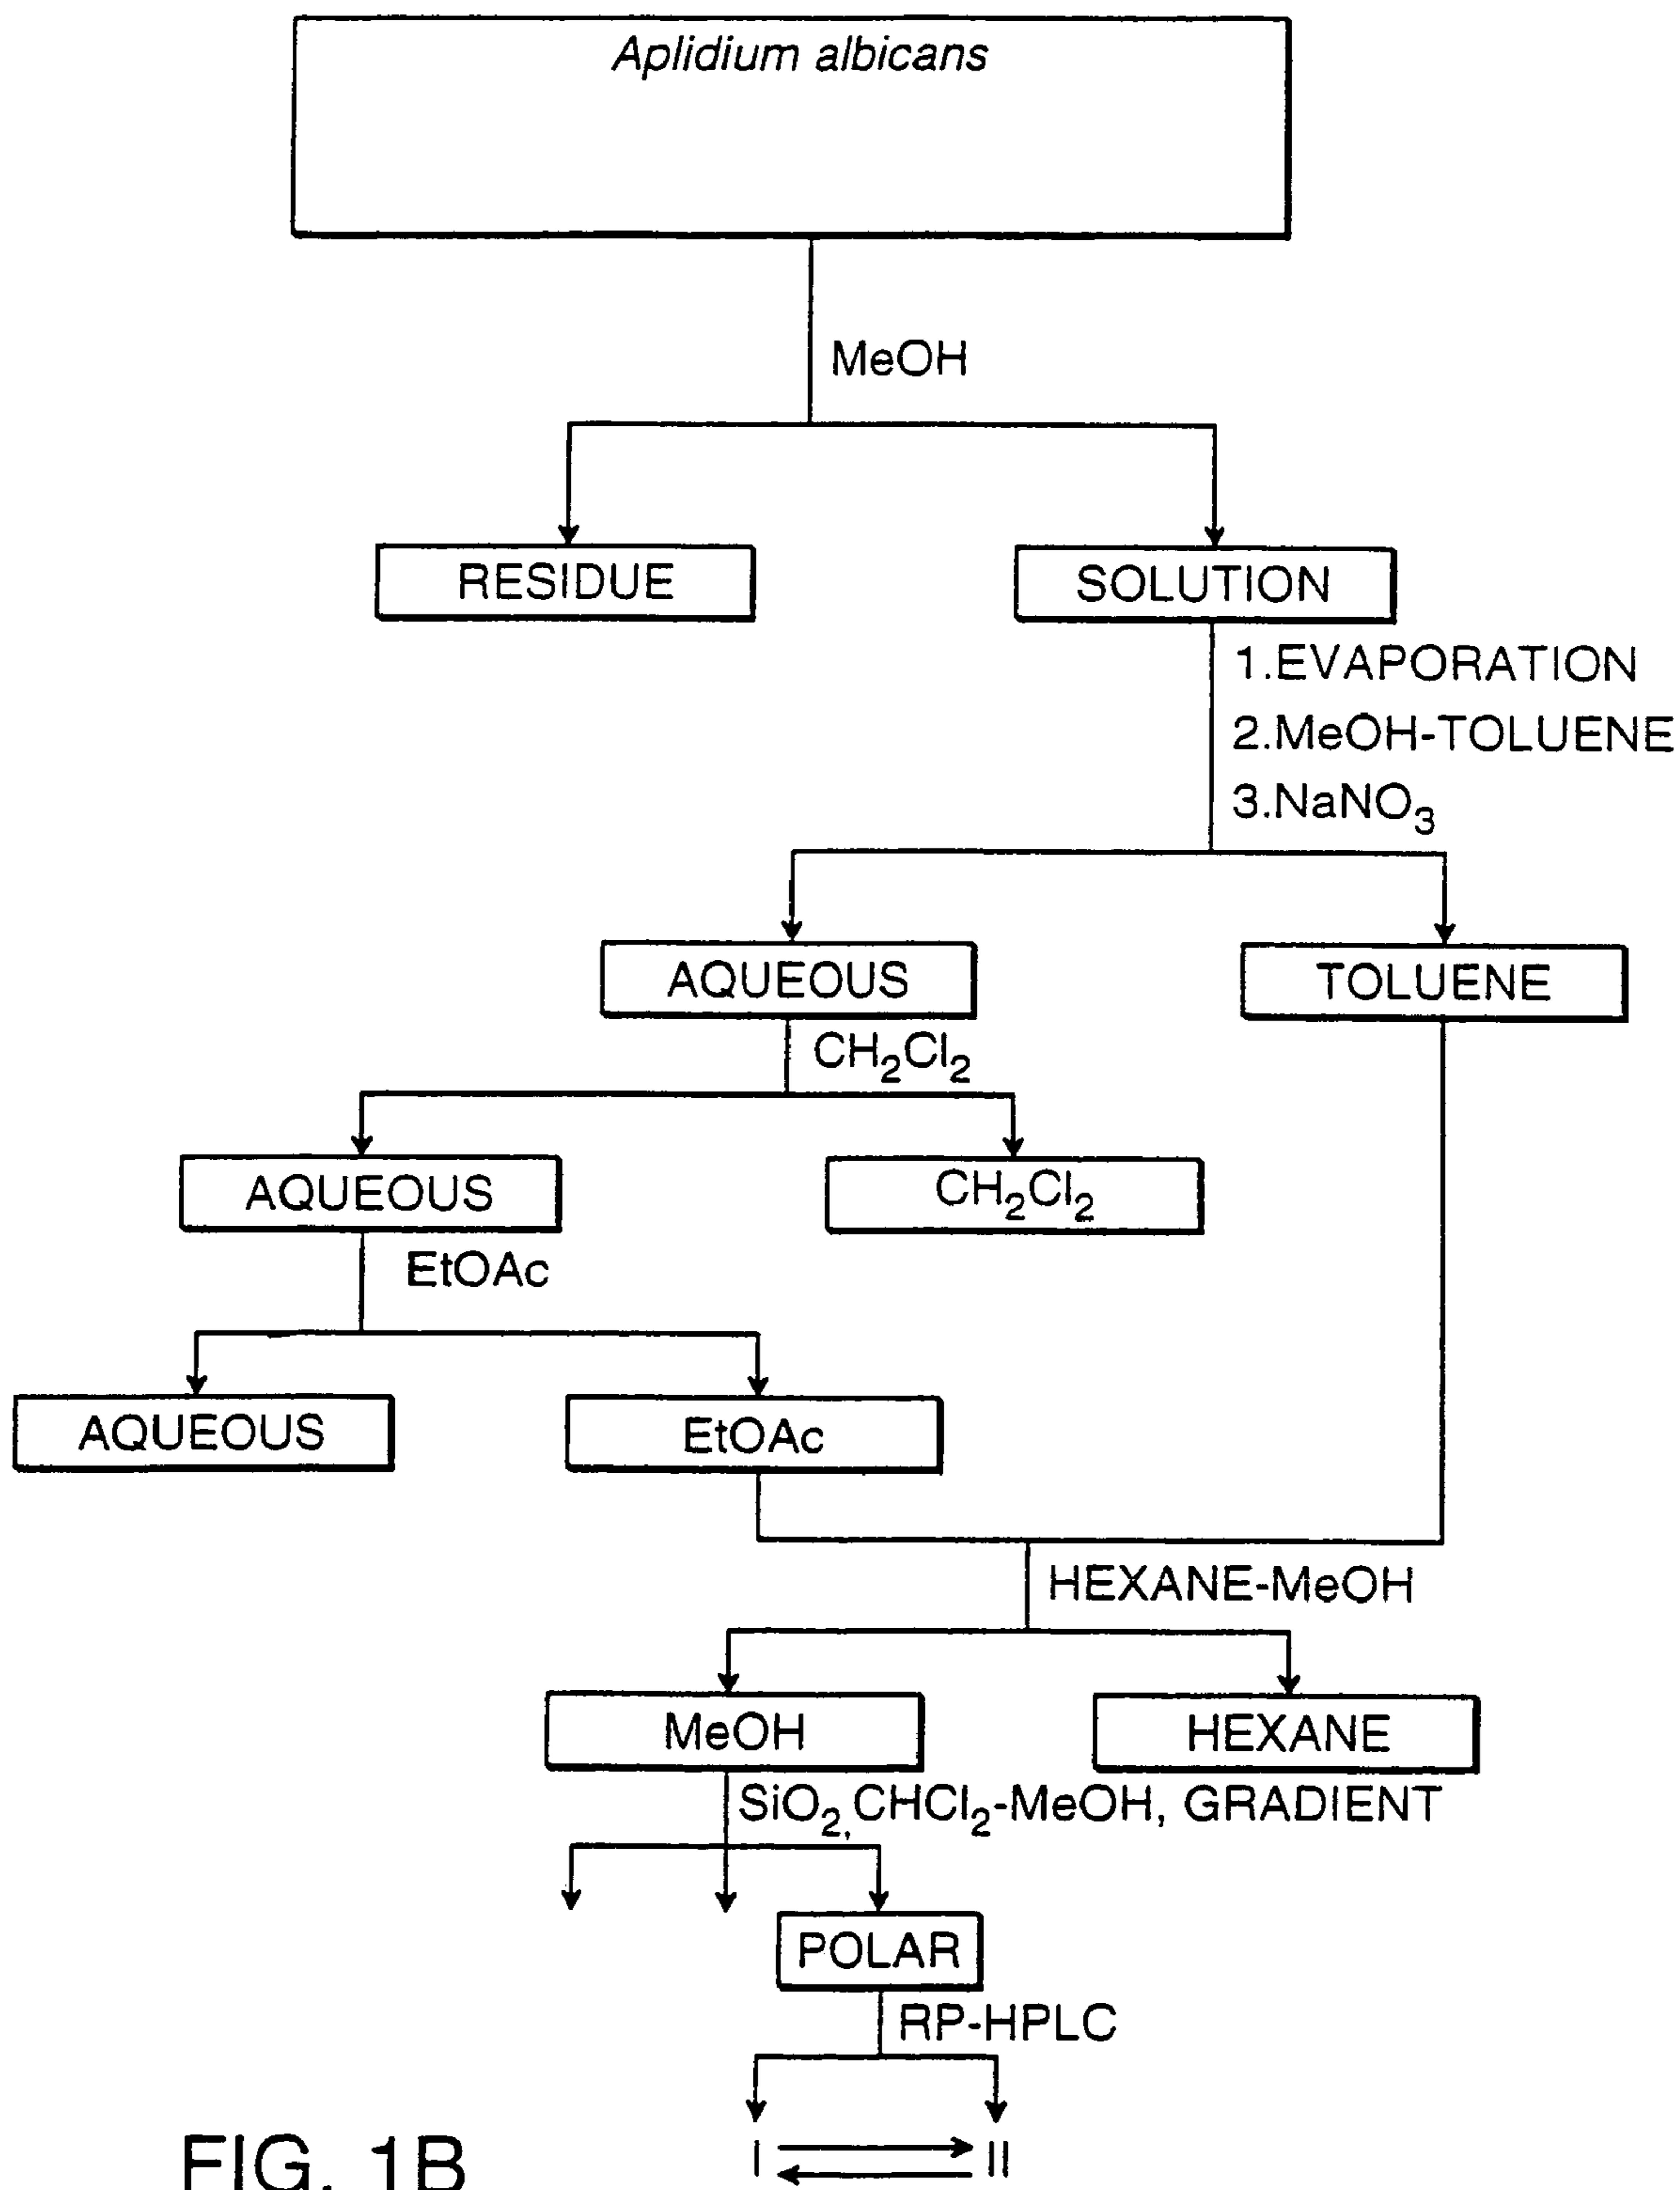 Aplidium albicans
MeOH
RESIDUE
SOLUTION
1.EVAPORATION
2.MeOH-TOLUENE
3.NaNO₃
AQUEOUS
TOLUENE
CH₂Cl₂
AQUEOUS
CH₂Cl₂
EtOAc
AQUEOUS
EtOAc
HEXANE-MeOH
MeOH
HEXANE
SiO₂, CHCl₂-MeOH, GRADIENT
POLAR
RP-HPLC
I II
FIG. 1B